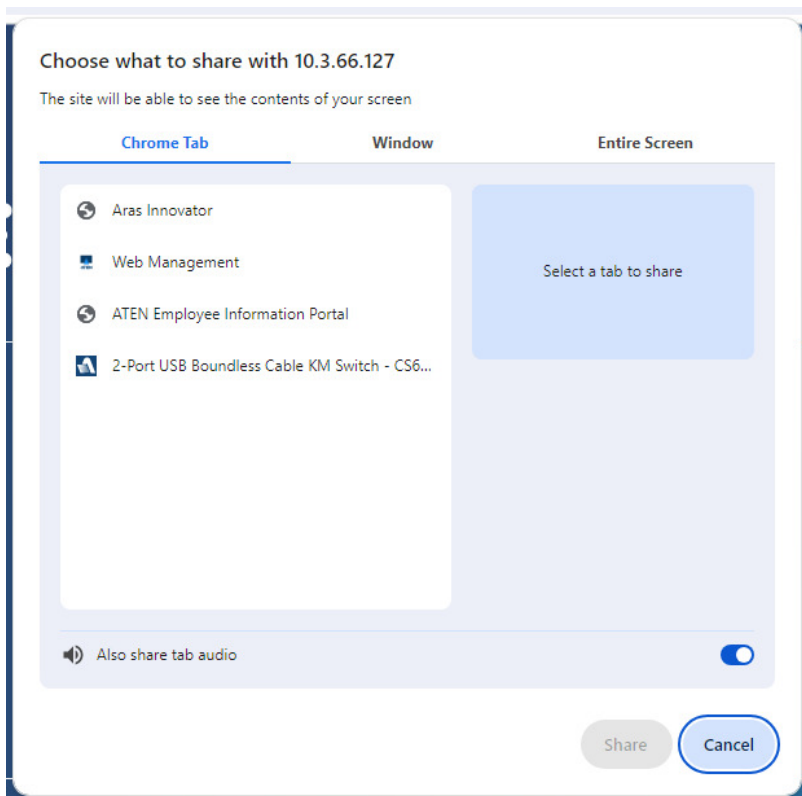 Choose what to share with 10.3.66.127
The site will be able to see the contents of your screen
Chrome Tab Window Entire Screen
Aras Innovator
Web Management
Select a tab to share
ATEN Employee Information Portal
2-Port USB Boundless Cable KM Switch - CS6...
Also share tab audio
Share Cancel